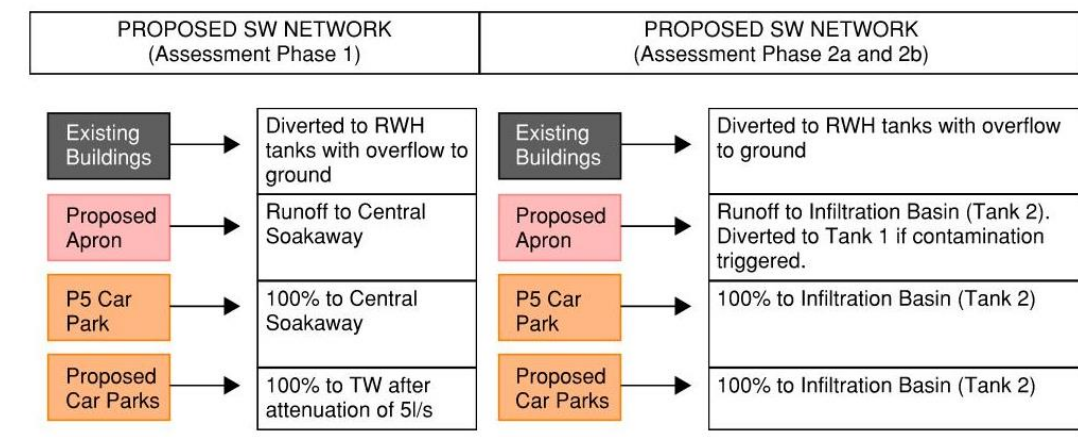 PROPOSED SW NETWORK
(Assessment Phase 1)
PROPOSED SW NETWORK
(Assessment Phase 2a and 2b)
Existing
Buildings
Diverted to RWH
tanks with overflow to
ground
Existing
Buildings
Diverted to RWH tanks with overflow
to ground
Proposed
Apron
Runoff to Central
Soakaway
Proposed
Apron
Runoff to Infiltration Basin (Tank 2).
Diverted to Tank 1 if contamination
triggered.
P5 Car
Park
100% to Central
Soakaway
P5 Car
Park
100% to Infiltration Basin (Tank 2)
Proposed
Car Parks
100% to TW after
attenuation of 5l/s
Proposed
Car Parks
100% to Infiltration Basin (Tank 2)